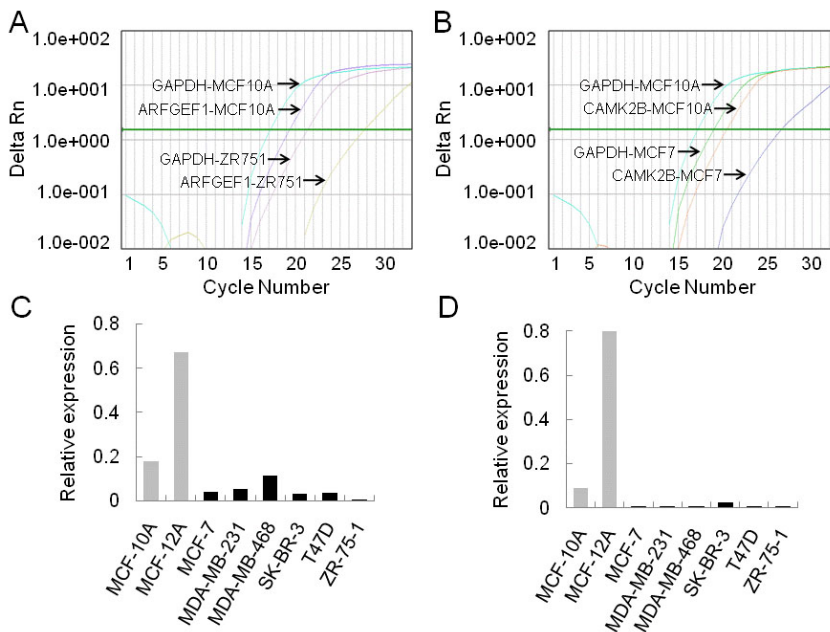 A
1.0e+002
1.0e+001
1.0e+000
1.0e-001
1.0e-002
Delta Rn
GAPDH-MCF10A
ARFGEF1-MCF10A
GAPDH-ZR751
ARFGEF1-ZR751
1 5 10 15 20 25 30
Cycle Number
B
1.0e+002
1.0e+001
1.0e+000
1.0e-001
1.0e-002
Delta Rn
GAPDH-MCF10A
CAMK2B-MCF10A
GAPDH-MCF7
CAMK2B-MCF7
1 5 10 15 20 25 30
Cycle Number
C
0.8
0.6
0.4
0.2
0
Relative expression
MCF-10A
MCF-12A
MCF-7
MDA-MB-231
MDA-MB-468
SK-BR-3
T47D
ZR-75-1
D
0.8
0.6
0.4
0.2
0
Relative expression
MCF-10A
MCF-12A
MCF-7
MDA-MB-231
MDA-MB-468
SK-BR-3
T47D
ZR-75-1